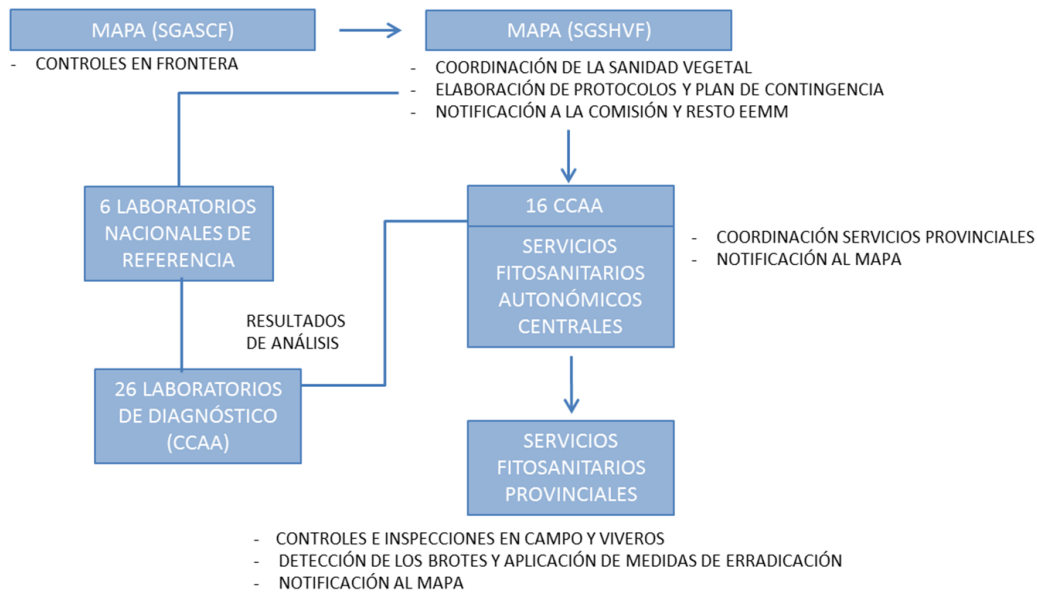 MAPA (SGASCF)
- CONTROLES EN FRONTERA
MAPA (SGSHVF)
- COORDINACIÓN DE LA SANIDAD VEGETAL
- ELABORACIÓN DE PROTOCOLOS Y PLAN DE CONTINGENCIA
- NOTIFICACIÓN A LA COMISIÓN Y RESTO EEMM
6 LABORATORIOS
NACIONALES DE
REFERENCIA
16 CCAA
SERVICIOS
FITOSANITARIOS
AUTONÓMICOS
CENTRALES
- COORDINACIÓN SERVICIOS PROVINCIALES
- NOTIFICACIÓN AL MAPA
RESULTADOS
DE ANÁLISIS
26 LABORATORIOS
DE DIAGNÓSTICO
(CCAA)
SERVICIOS
FITOSANITARIOS
PROVINCIALES
- CONTROLES E INSPECCIONES EN CAMPO Y VIVEROS
- DETECCIÓN DE LOS BROTES Y APLICACIÓN DE MEDIDAS DE ERRADICACIÓN
- NOTIFICACIÓN AL MAPA